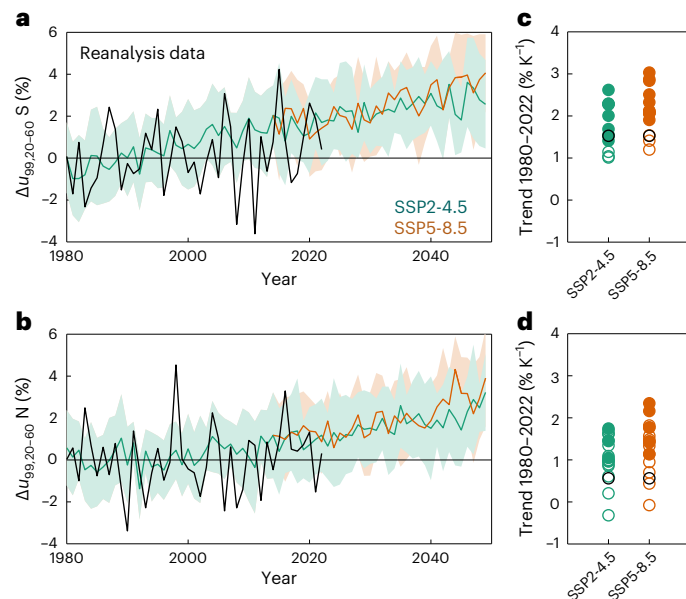 a
6
4
2
0
−2
−4
Δu99,20–60 S (%)
Reanalysis data
SSP2-4.5
SSP5-8.5
1980
2000
2020
2040
Year
c
4
3
2
1
0
−1
Trend 1980–2022 (% K−1)
SSP2-4.5
SSP5-8.5
b
6
4
2
0
−2
−4
Δu99,20–60 N (%)
1980
2000
2020
2040
Year
d
4
3
2
1
0
−1
Trend 1980–2022 (% K−1)
SSP2-4.5
SSP5-8.5